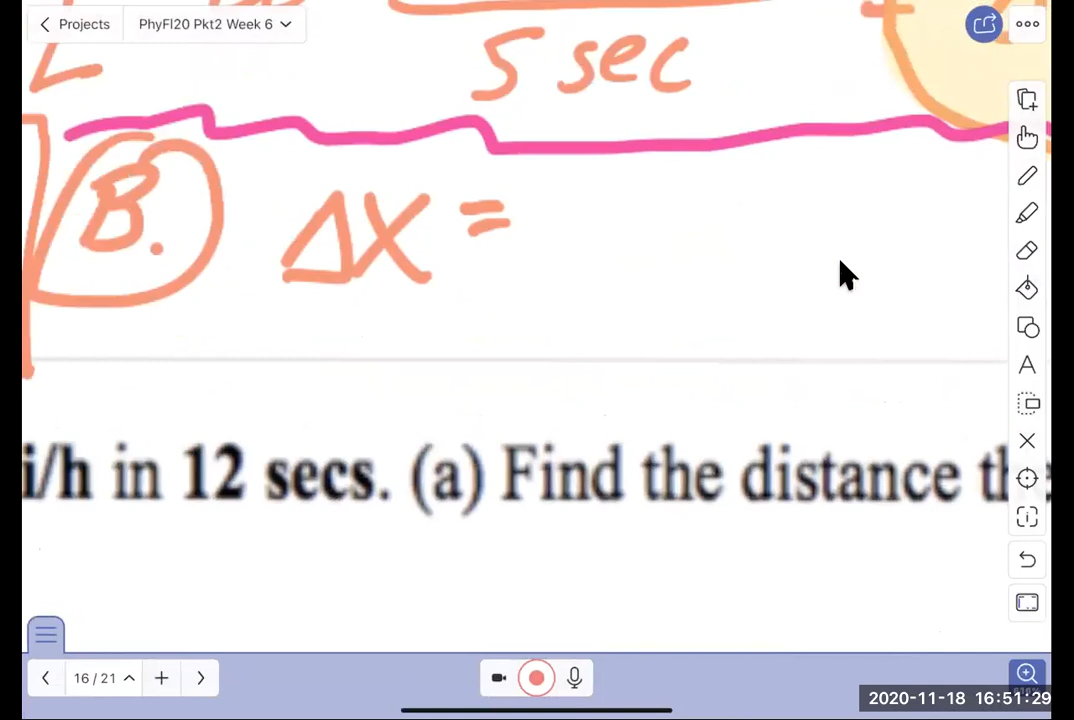 Projects PhyFl20 Pkt2 Week 6
5 sec
B. ΔX =
i/h in 12 secs. (a) Find the distance th
16 / 21
2020-11-18 16:51:29